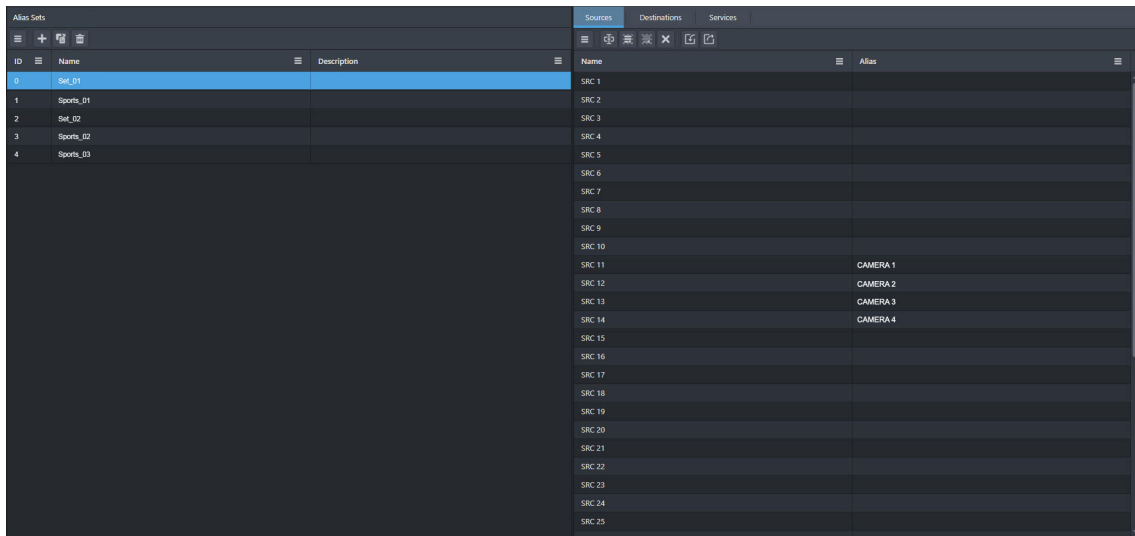 Alias Sets
ID Name Description
0 Set_01
1 Sports_01
2 Set_02
3 Sports_02
4 Sports_03
Sources Destinations Services
Name Alias
SRC 1
SRC 2
SRC 3
SRC 4
SRC 5
SRC 6
SRC 7
SRC 8
SRC 9
SRC 10
SRC 11 CAMERA 1
SRC 12 CAMERA 2
SRC 13 CAMERA 3
SRC 14 CAMERA 4
SRC 15
SRC 16
SRC 17
SRC 18
SRC 19
SRC 20
SRC 21
SRC 22
SRC 23
SRC 24
SRC 25